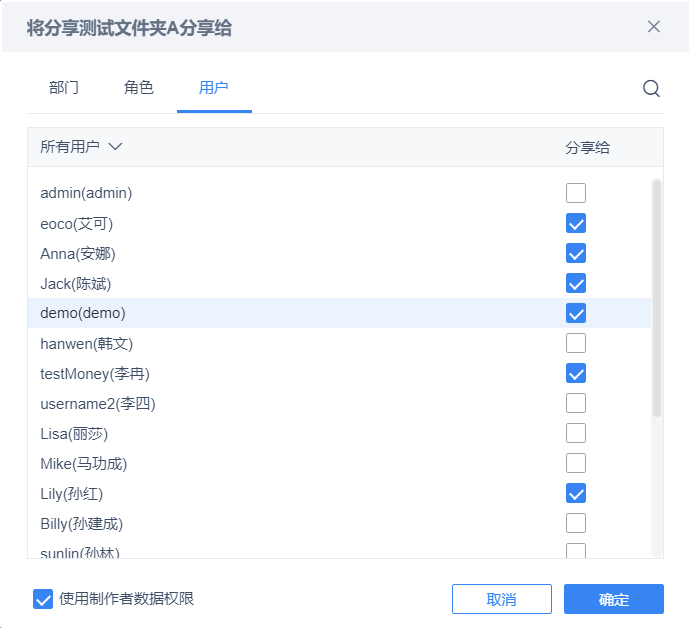 将分享测试文件夹A分享给
部门 角色 用户
所有用户 分享给
admin(admin)
eoco(艾可)
Anna(安娜)
Jack(陈斌)
demo(demo)
hanwen(韩文)
testMoney(李冉)
username2(李四)
Lisa(丽莎)
Mike(马功成)
Lily(孙红)
Billy(孙建成)
sunlin(孙林)
使用制作者数据权限 取消 确定